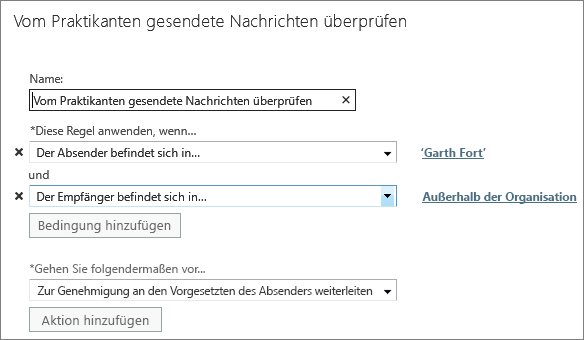 Vom Praktikanten gesendete Nachrichten überprüfen
Name:
Vom Praktikanten gesendete Nachrichten überprüfen
*Diese Regel anwenden, wenn...
Der Absender befindet sich in... 'Garth Fort'
und
Der Empfänger befindet sich in... Außerhalb der Organisation
Bedingung hinzufügen
*Gehen Sie folgendermaßen vor...
Zur Genehmigung an den Vorgesetzten des Absenders weiterleiten
Aktion hinzufügen